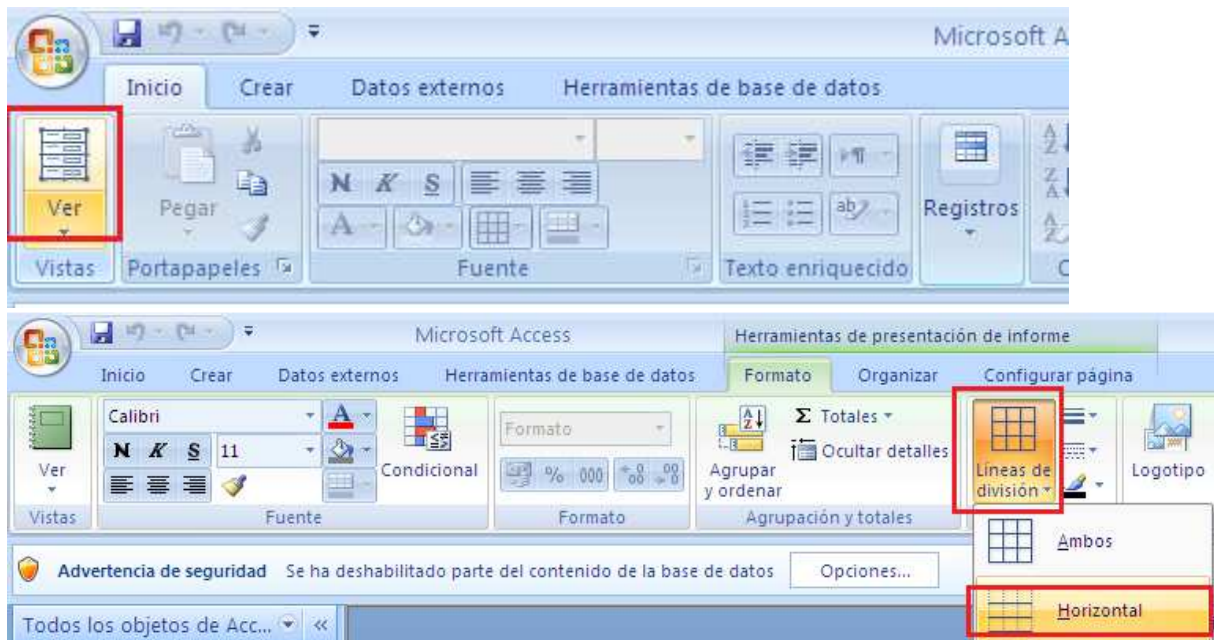 Microsoft A
Inicio Crear Datos externos Herramientas de base de datos
Ver Pegar N K S A ab Registros
Vistas Portapapeles Fuente Texto enriquecido
Microsoft Access Herramientas de presentación de informe
Inicio Crear Datos externos Herramientas de base de datos Formato Organizar Configurar página
Calibri A Formato Σ Totales
N K S 11 Condicional % 000 Ocultar detalles
Ver Agrupar y ordenar Líneas de división Logotipo
Vistas Fuente Formato Agrupación y totales
Ambos
Advertencia de seguridad Se ha deshabilitado parte del contenido de la base de datos Opciones...
Horizontal
Todos los objetos de Acc... «